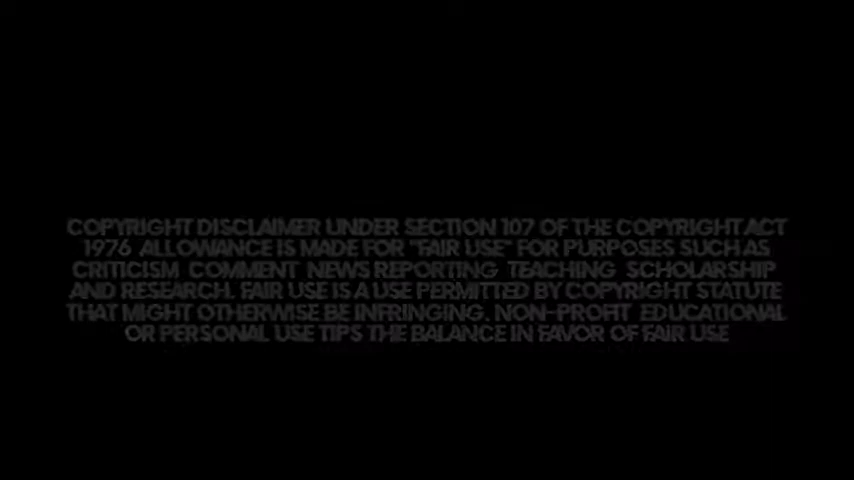 COPYRIGHT DISCLAIMER UNDER SECTION 107 OF THE COPYRIGHT ACT
1976 ALLOWANCE IS MADE FOR "FAIR USE" FOR PURPOSES SUCH AS
CRITICISM COMMENT NEWS REPORTING TEACHING SCHOLARSHIP
AND RESEARCH. FAIR USE IS A USE PERMITTED BY COPYRIGHT STATUTE
THAT MIGHT OTHERWISE BE INFRINGING. NON-PROFIT EDUCATIONAL
OR PERSONAL USE TIPS THE BALANCE IN FAVOR OF FAIR USE